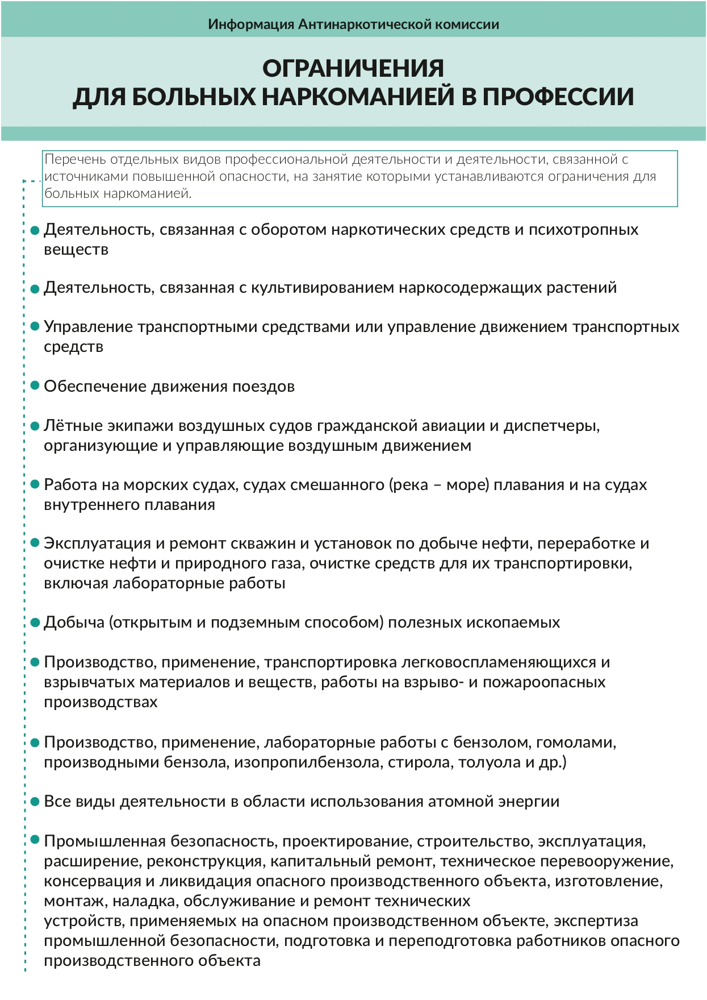 Информация Антинаркотической комиссии
ОГРАНИЧЕНИЯ
ДЛЯ БОЛЬНЫХ НАРКОМАНИЕЙ В ПРОФЕССИИ
Перечень отдельных видов профессиональной деятельности и деятельности, связанной с
источниками повышенной опасности, на занятие которыми устанавливаются ограничения для
больных наркоманией.
Деятельность, связанная с оборотом наркотических средств и психотропных
веществ
Деятельность, связанная с культивированием наркосодержащих растений
Управление транспортными средствами или управление движением транспортных
средств
Обеспечение движения поездов
Лётные экипажи воздушных судов гражданской авиации и диспетчеры,
организующие и управляющие воздушным движением
Работа на морских судах, судах смешанного (река – море) плавания и на судах
внутреннего плавания
Эксплуатация и ремонт скважин и установок по добыче нефти, переработке и
очистке нефти и природного газа, очистке средств для их транспортировки,
включая лабораторные работы
Добыча (открытым и подземным способом) полезных ископаемых
Производство, применение, транспортировка легковоспламеняющихся и
взрывчатых материалов и веществ, работы на взрыво- и пожароопасных
производствах
Производство, применение, лабораторные работы с бензолом, гомолами,
производными бензола, изопропилбензола, стирола, толуола и др.)
Все виды деятельности в области использования атомной энергии
Промышленная безопасность, проектирование, строительство, эксплуатация,
расширение, реконструкция, капитальный ремонт, техническое перевооружение,
консервация и ликвидация опасного производственного объекта, изготовление,
монтаж, наладка, обслуживание и ремонт технических
устройств, применяемых на опасном производственном объекте, экспертиза
промышленной безопасности, подготовка и переподготовка работников опасного
производственного объекта